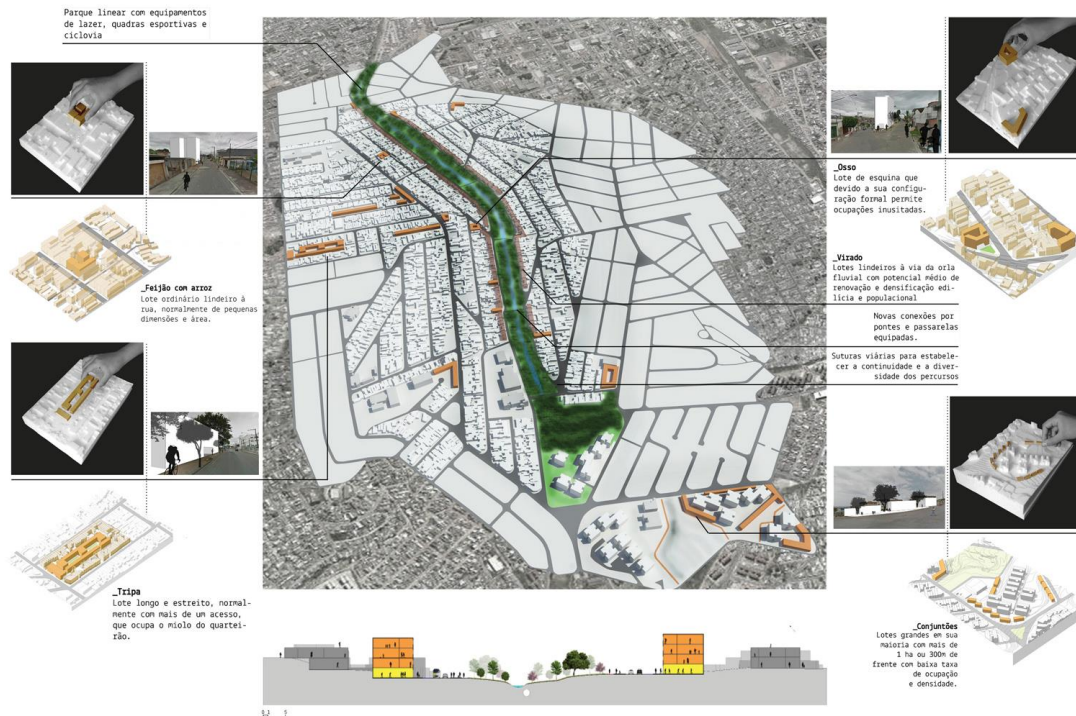 Parque linear com equipamentos
de lazer, quadras esportivas e
ciclovia
_Feijão com arroz
Lote ordinário lindeiro à
rua, normalmente de pequenas
dimensões e área.
_Tripa
Lote longo e estreito, normal-
mente com mais de um acesso,
que ocupa o miolo do quartei-
rão.
_Osso
Lote de esquina que
devido a sua configu-
ração formal permite
ocupações inusitadas.
_Virado
Lotes lindeiros à via da orla
fluvial com potencial médio de
renovação e densificação edi-
lícia e populacional
Novas conexões por
pontes e passarelas
equipadas.
Suturas viárias para estabele-
cer a continuidade e a diver-
sidade dos percursos
_Conjuntões
Lotes grandes em sua
maioria com mais de
1 ha ou 300m de
frente com baixa taxa
de ocupação
e densidade.